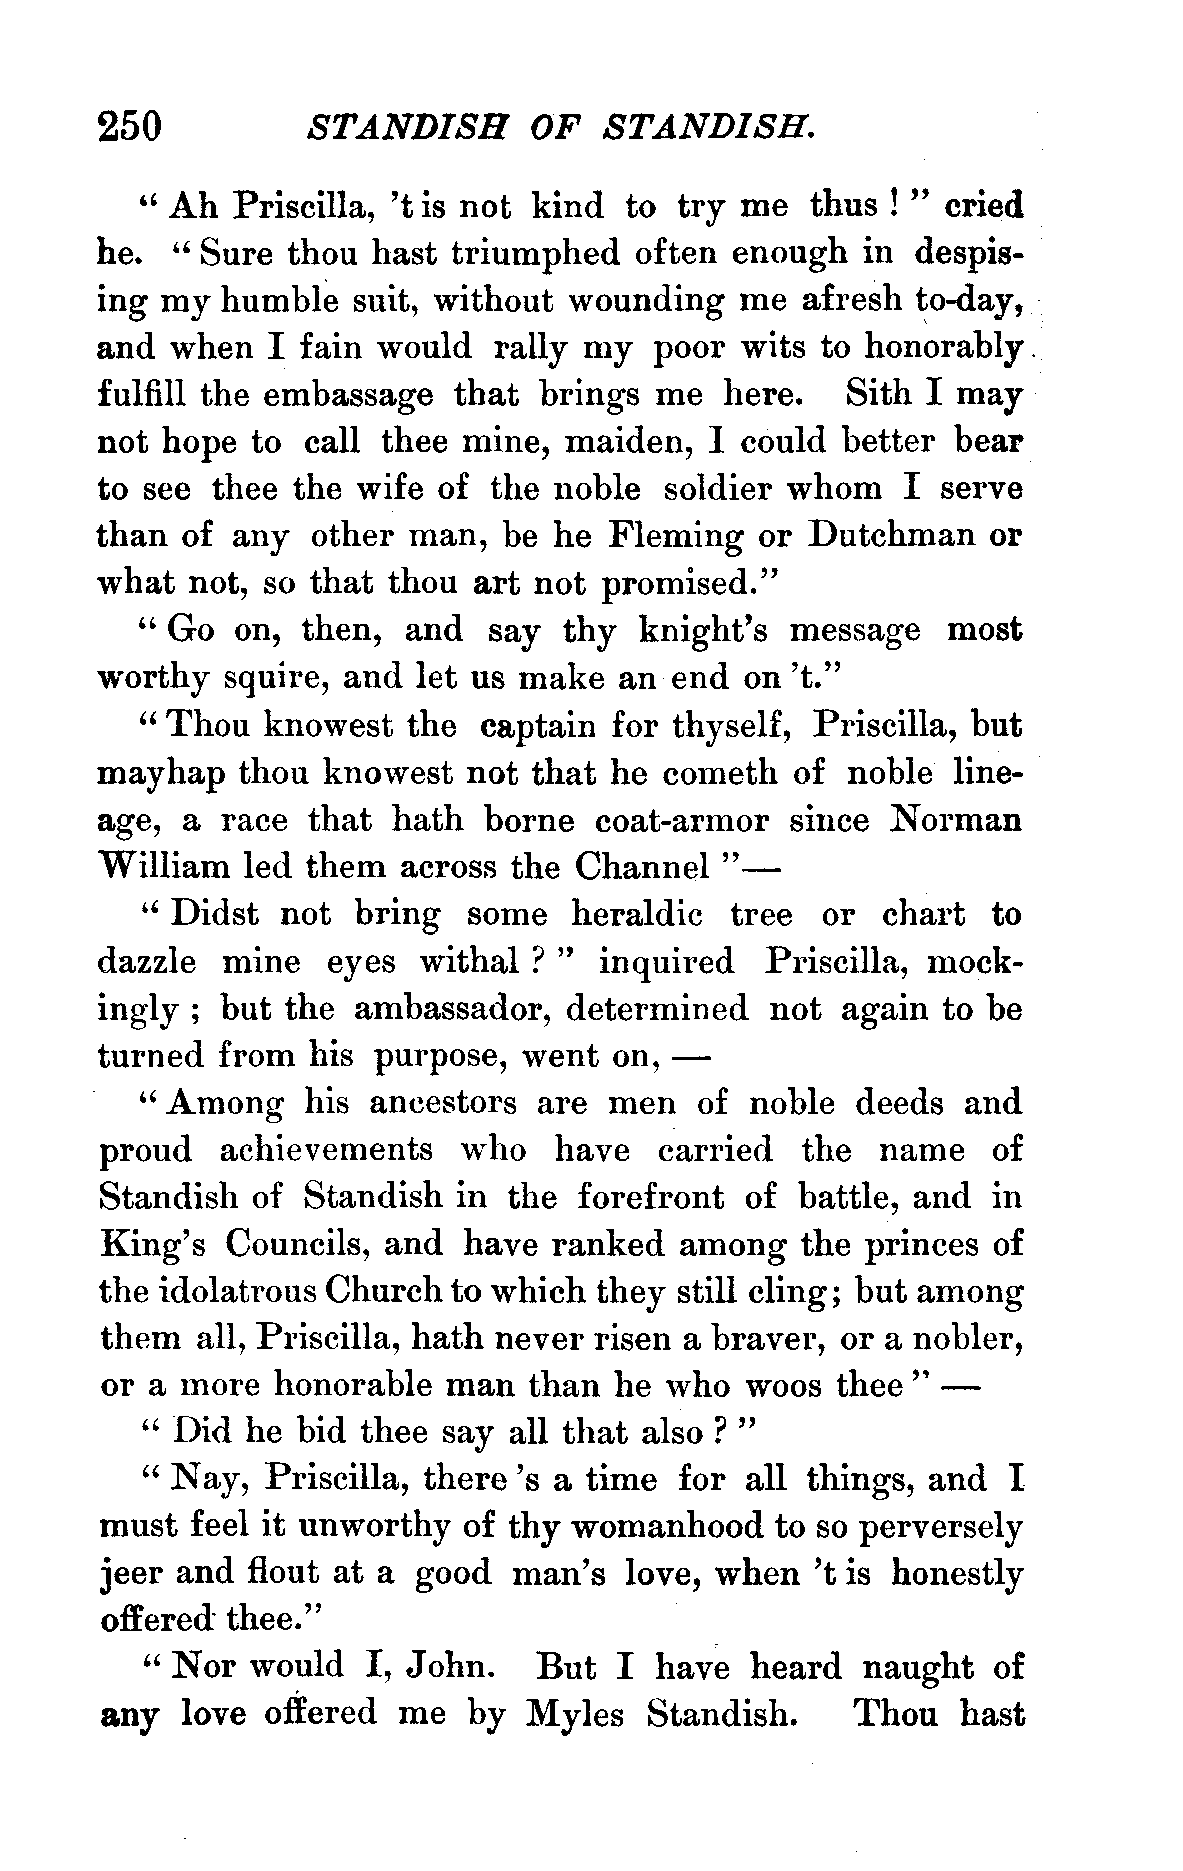 250 STANDISH OF STANDISH.
“ Ah Priscilla, ’t is not kind to try me thus ! ” cried
he. “ Sure thou hast triumphed often enough in despis-
ing my humble suit, without wounding me afresh to-day,
and when I fain would rally my poor wits to honorably
fulfill the embassage that brings me here. Sith I may
not hope to call thee mine, maiden, I could better bear
to see thee the wife of the noble soldier whom I serve
than of any other man, be he Fleming or Dutchman or
what not, so that thou art not promised.”
“ Go on, then, and say thy knight’s message most
worthy squire, and let us make an end on ’t.”
“ Thou knowest the captain for thyself, Priscilla, but
mayhap thou knowest not that he cometh of noble line-
age, a race that hath borne coat-armor since Norman
William led them across the Channel ”—
“ Didst not bring some heraldic tree or chart to
dazzle mine eyes withal ? ” inquired Priscilla, mock-
ingly ; but the ambassador, determined not again to be
turned from his purpose, went on, —
“ Among his ancestors are men of noble deeds and
proud achievements who have carried the name of
Standish of Standish in the forefront of battle, and in
King’s Councils, and have ranked among the princes of
the idolatrous Church to which they still cling; but among
them all, Priscilla, hath never risen a braver, or a nobler,
or a more honorable man than he who woos thee ” —
“ Did he bid thee say all that also ? ”
“ Nay, Priscilla, there ’s a time for all things, and I
must feel it unworthy of thy womanhood to so perversely
jeer and flout at a good man’s love, when ’t is honestly
offered thee.”
“ Nor would I, John. But I have heard naught of
any love offered me by Myles Standish. Thou hast